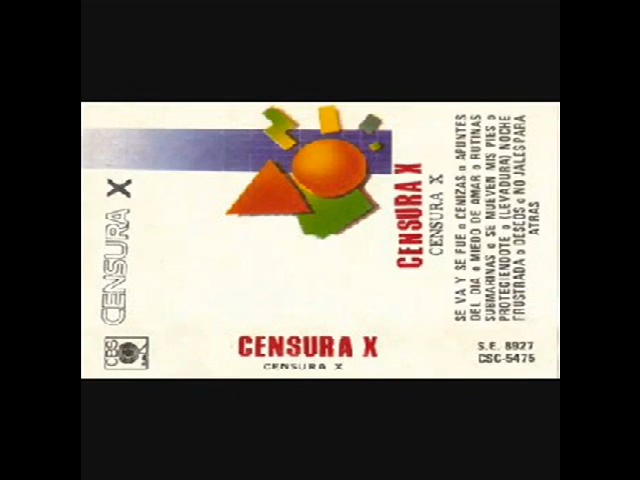 CENSURA X
CBS
CENSURA X
CENSURA X
CENSURA X
CENSURA X
SE VA Y SE FUE o CENIZAS o APUNTES
DEL DIA o MIEDO DE AMAR o RUTINAS
SUBMARINAS o SE MUEVEN MIS PIES o
PROTEGIENDOTE o (LEVADURA) NOCHE
FRUSTRADA o DESEOS o NO JALES PARA
ATRAS
S.E. 8927
CSC-5475